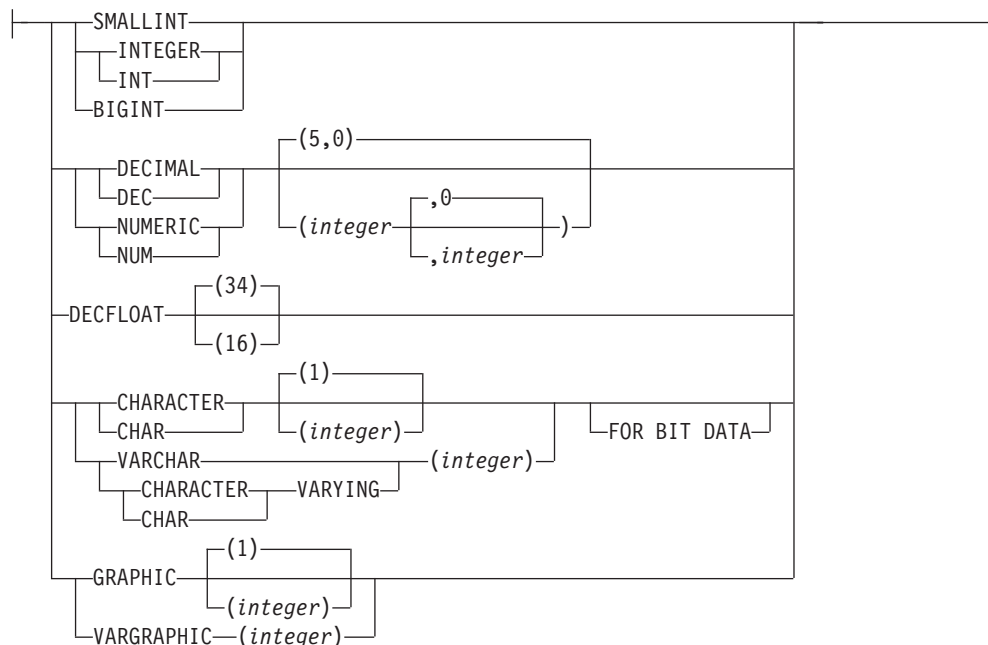 SMALLINT
INTEGER
INT
BIGINT
(5,0)
DECIMAL
DEC
,0
NUMERIC
(integer )
NUM
,integer
(34)
DECFLOAT
(16)
(1)
CHARACTER
CHAR
(integer)
FOR BIT DATA
VARCHAR
(integer)
CHARACTER
VARYING
CHAR
(1)
GRAPHIC
(integer)
VARGRAPHIC
(integer)